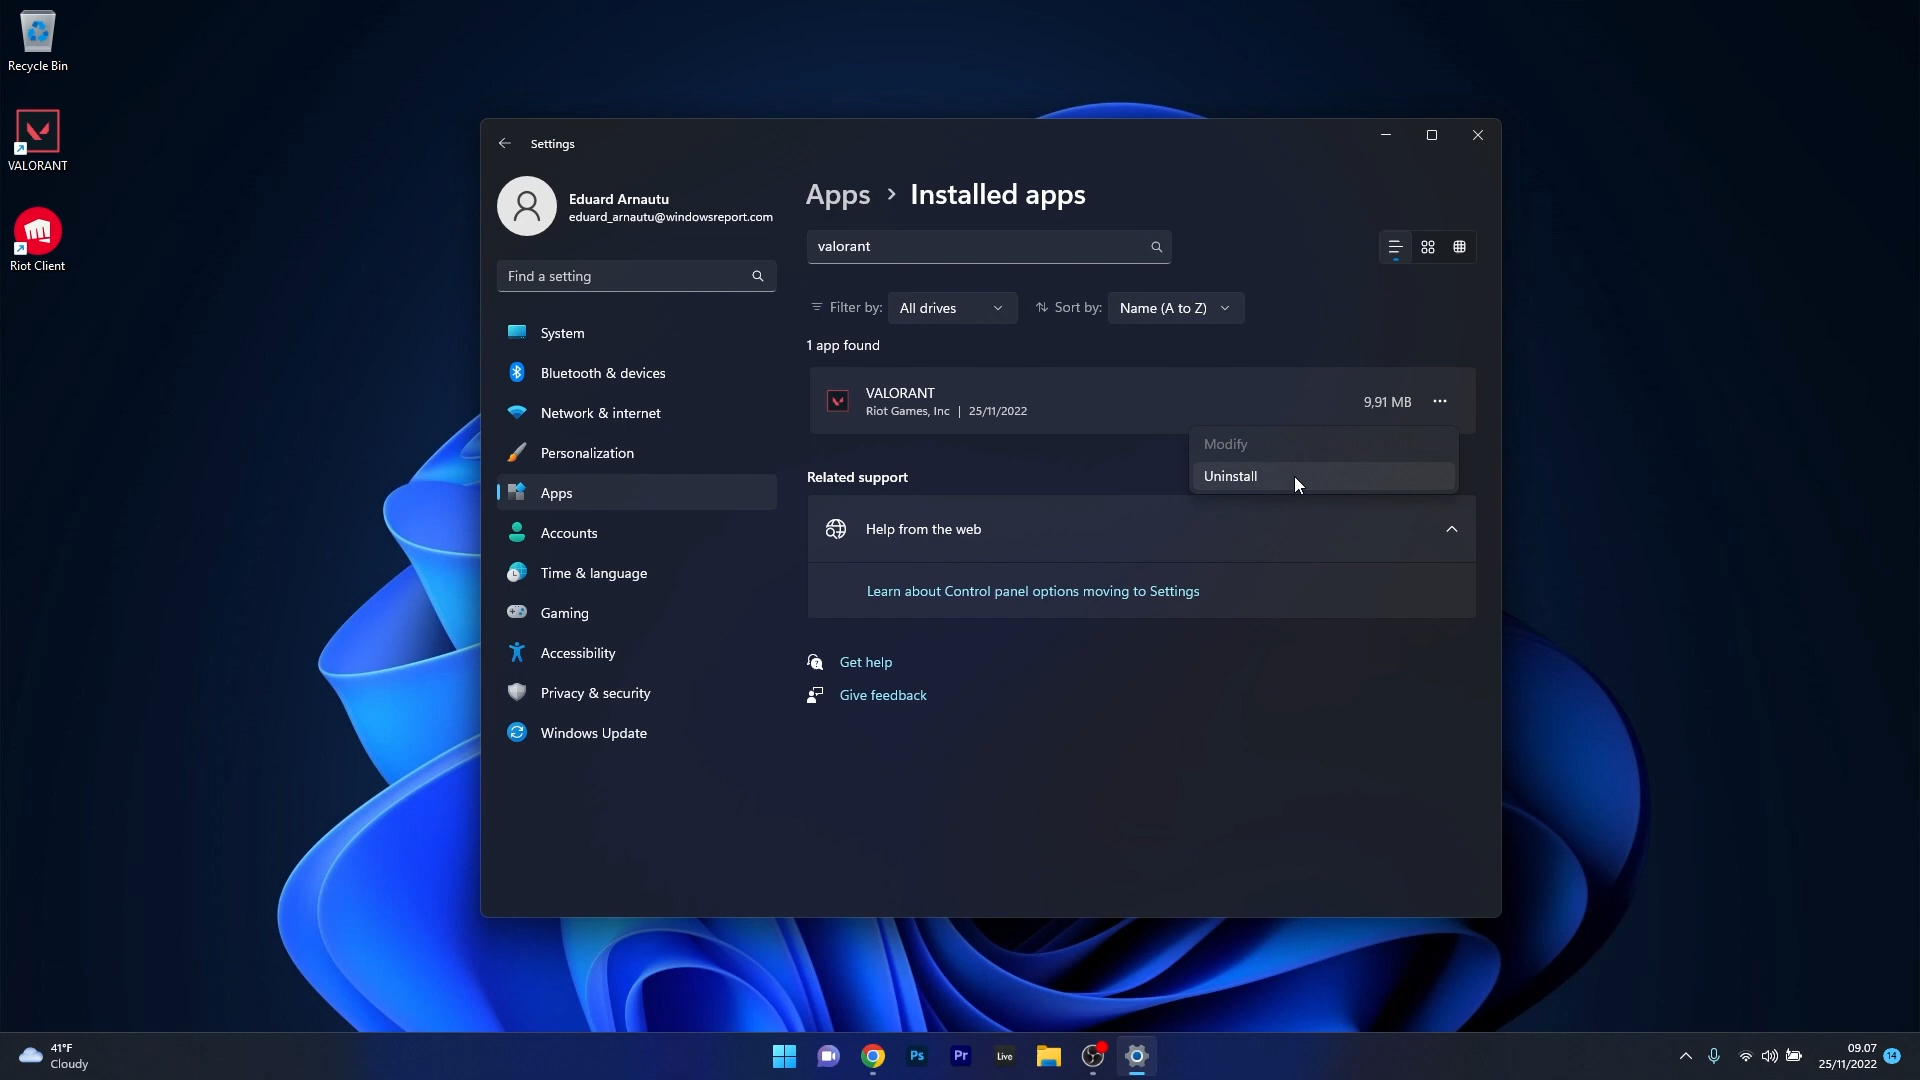 Recycle Bin
VALORANT
Riot Client
Settings
Eduard Arnautu
eduard_arnautu@windowsreport.com
Find a setting
System
Bluetooth & devices
Network & internet
Personalization
Apps
Accounts
Time & language
Gaming
Accessibility
Privacy & security
Windows Update
Apps > Installed apps
valorant
Filter by: All drives Sort by: Name (A to Z)
1 app found
VALORANT
Riot Games, Inc | 25/11/2022
9,91 MB
Modify
Uninstall
Related support
Help from the web
Learn about Control panel options moving to Settings
Get help
Give feedback
41°F
Cloudy
Ps
Pr
Live
09.07
25/11/2022
14